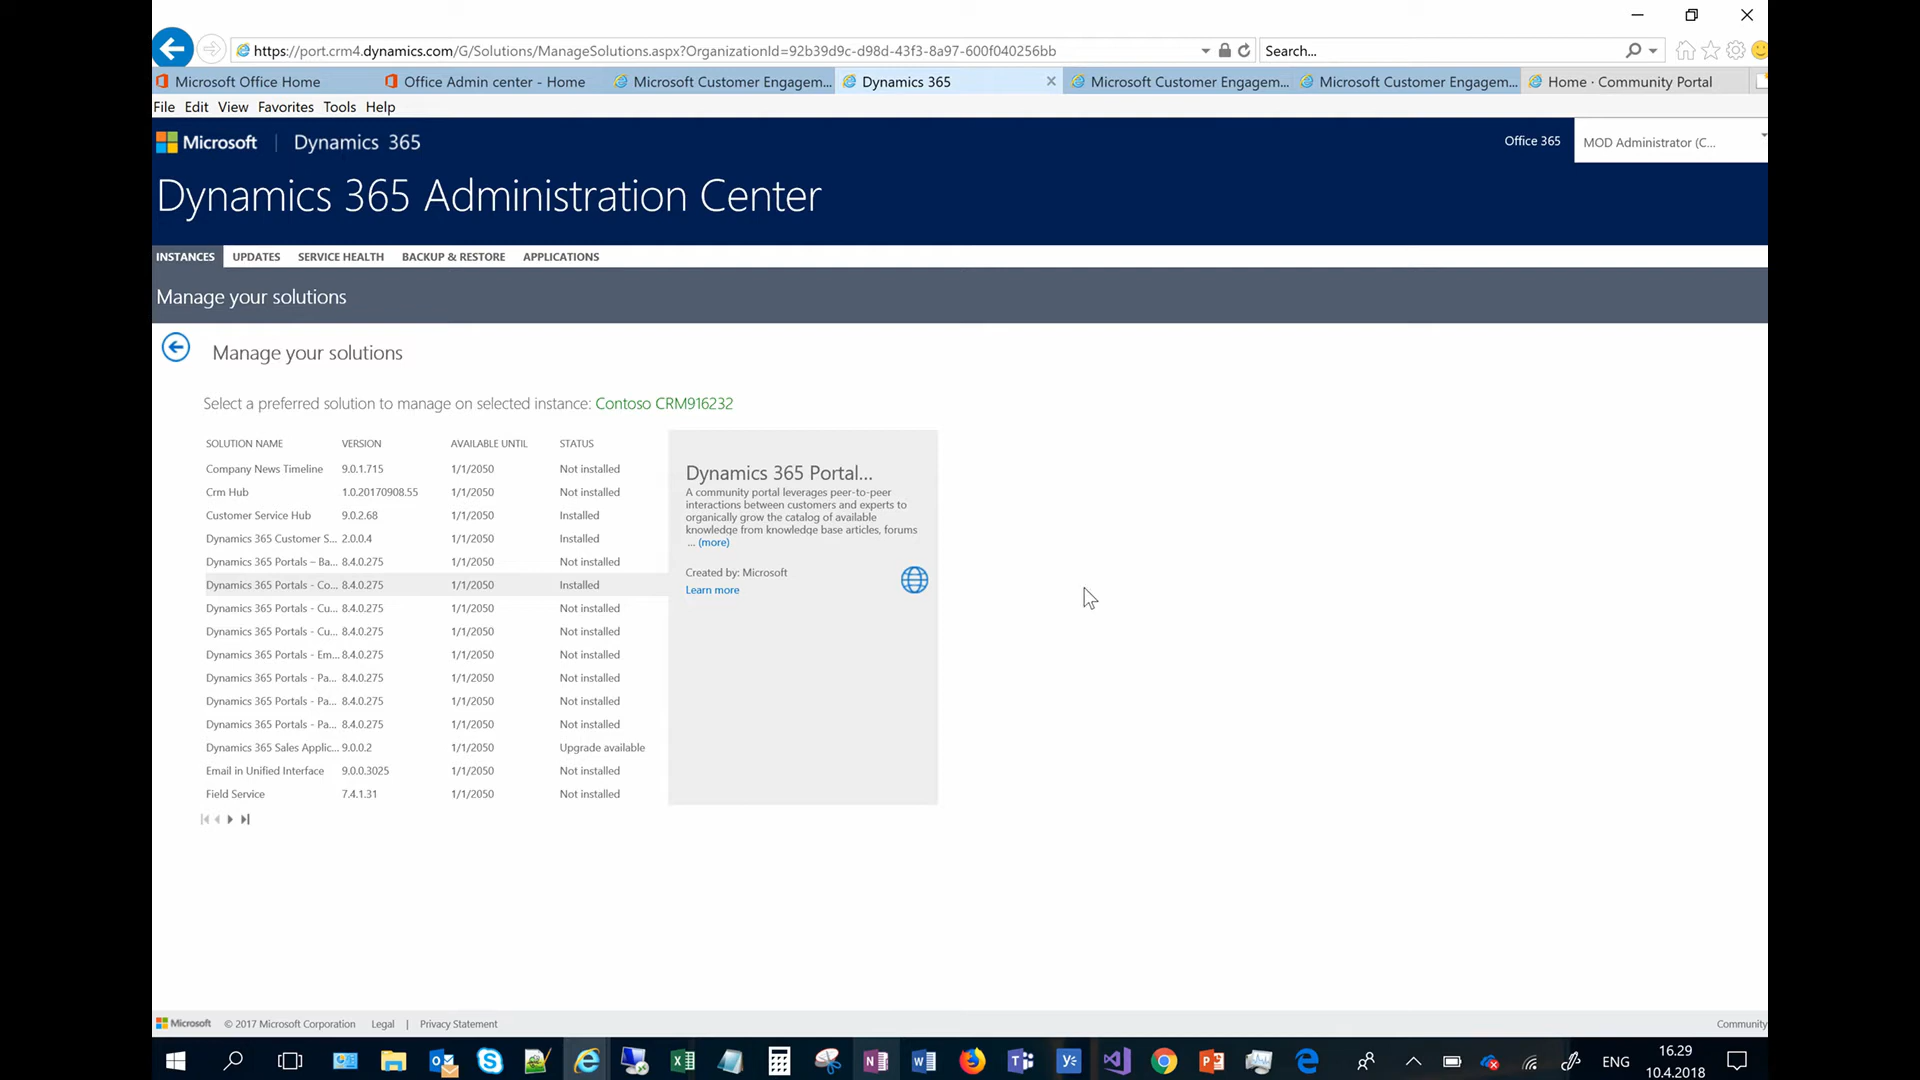 https://port.crm4.dynamics.com/G/Solutions/ManageSolutions.aspx?OrganizationId=92b39d9c-d98d-43f3-8a97-600f040256bb
Search...
Microsoft Office Home
Office Admin center - Home
Microsoft Customer Engagem...
Dynamics 365
Microsoft Customer Engagem...
Microsoft Customer Engagem...
Home · Community Portal
File Edit View Favorites Tools Help
Microsoft | Dynamics 365
Office 365
MOD Administrator (C...
Dynamics 365 Administration Center
INSTANCES UPDATES SERVICE HEALTH BACKUP & RESTORE APPLICATIONS
Manage your solutions
Manage your solutions
Select a preferred solution to manage on selected instance: Contoso CRM916232
SOLUTION NAME VERSION AVAILABLE UNTIL STATUS
Company News Timeline 9.0.1.715 1/1/2050 Not installed
Crm Hub 1.0.20170908.55 1/1/2050 Not installed
Customer Service Hub 9.0.2.68 1/1/2050 Installed
Dynamics 365 Customer S... 2.0.0.4 1/1/2050 Installed
Dynamics 365 Portals – Ba... 8.4.0.275 1/1/2050 Not installed
Dynamics 365 Portals - Co... 8.4.0.275 1/1/2050 Installed
Dynamics 365 Portals - Cu... 8.4.0.275 1/1/2050 Not installed
Dynamics 365 Portals - Cu... 8.4.0.275 1/1/2050 Not installed
Dynamics 365 Portals - Em... 8.4.0.275 1/1/2050 Not installed
Dynamics 365 Portals - Pa... 8.4.0.275 1/1/2050 Not installed
Dynamics 365 Portals - Pa... 8.4.0.275 1/1/2050 Not installed
Dynamics 365 Portals - Pa... 8.4.0.275 1/1/2050 Not installed
Dynamics 365 Sales Applic... 9.0.0.2 1/1/2050 Upgrade available
Email in Unified Interface 9.0.0.3025 1/1/2050 Not installed
Field Service 7.4.1.31 1/1/2050 Not installed
Dynamics 365 Portal...
A community portal leverages peer-to-peer
interactions between customers and experts to
organically grow the catalog of available
knowledge from knowledge base articles, forums
... (more)
Created by: Microsoft
Learn more
Microsoft © 2017 Microsoft Corporation Legal | Privacy Statement
Community
ENG
16.29
10.4.2018